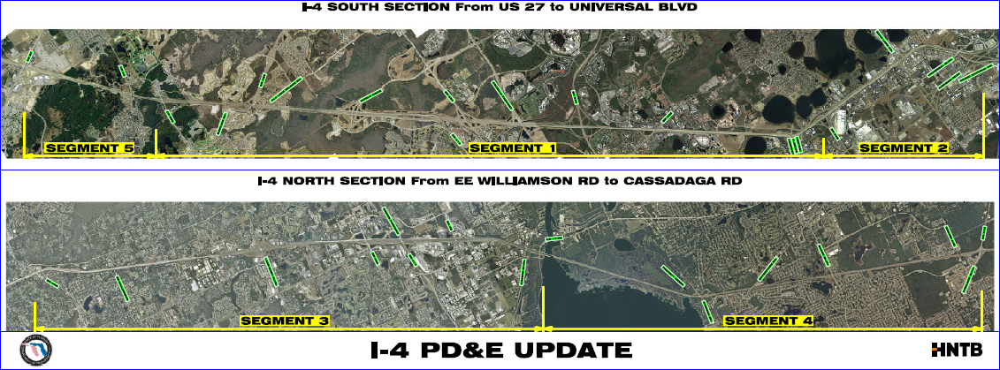 I-4 SOUTH SECTION From US 27 to UNIVERSAL BLVD
SEGMENT 5
SEGMENT 1
SEGMENT 2
I-4 NORTH SECTION From EE WILLIAMSON RD to CASSADAGA RD
SEGMENT 3
SEGMENT 4
I-4 PD&E UPDATE
HNTB